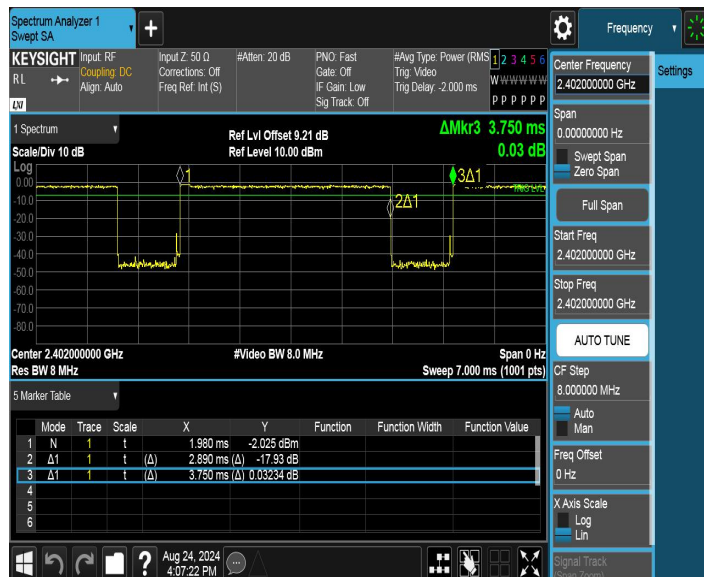 Spectrum Analyzer 1
Swept SA
+
Frequency
KEYSIGHT
RL
LXI
Input: RF
Coupling: DC
Align: Auto
Input Z: 50 Ω
Corrections: Off
Freq Ref: Int (S)
#Atten: 20 dB
PNO: Fast
Gate: Off
IF Gain: Low
Sig Track: Off
#Avg Type: Power (RMS
Trig: Video
Trig Delay: -2.000 ms
1 2 3 4 5 6
W W W W W W
P P P P P P
1 Spectrum
Scale/Div 10 dB
Ref Lvl Offset 9.21 dB
Ref Level 10.00 dBm
ΔMkr3 3.750 ms
0.03 dB
Log
0.00
-10.0
-20.0
-30.0
-40.0
-50.0
-60.0
-70.0
-80.0
1
2Δ1
3Δ1
Center 2.402000000 GHz
#Video BW 8.0 MHz
Span 0 Hz
Res BW 8 MHz
Sweep 7.000 ms (1001 pts)
5 Marker Table
Mode Trace Scale X Y Function Function Width Function Value
1 N 1 t 1.980 ms -2.025 dBm
2 Δ1 1 t (Δ) 2.890 ms (Δ) -17.93 dB
3 Δ1 1 t (Δ) 3.750 ms (Δ) 0.03234 dB
4
5
6
?
Aug 24, 2024
4:07:22 PM
Center Frequency
2.402000000 GHz
Settings
Span
0.00000000 Hz
Swept Span
Zero Span
Full Span
Start Freq
2.402000000 GHz
Stop Freq
2.402000000 GHz
AUTO TUNE
CF Step
8.000000 MHz
Auto
Man
Freq Offset
0 Hz
X Axis Scale
Log
Lin
Signal Track
(Span Zoom)